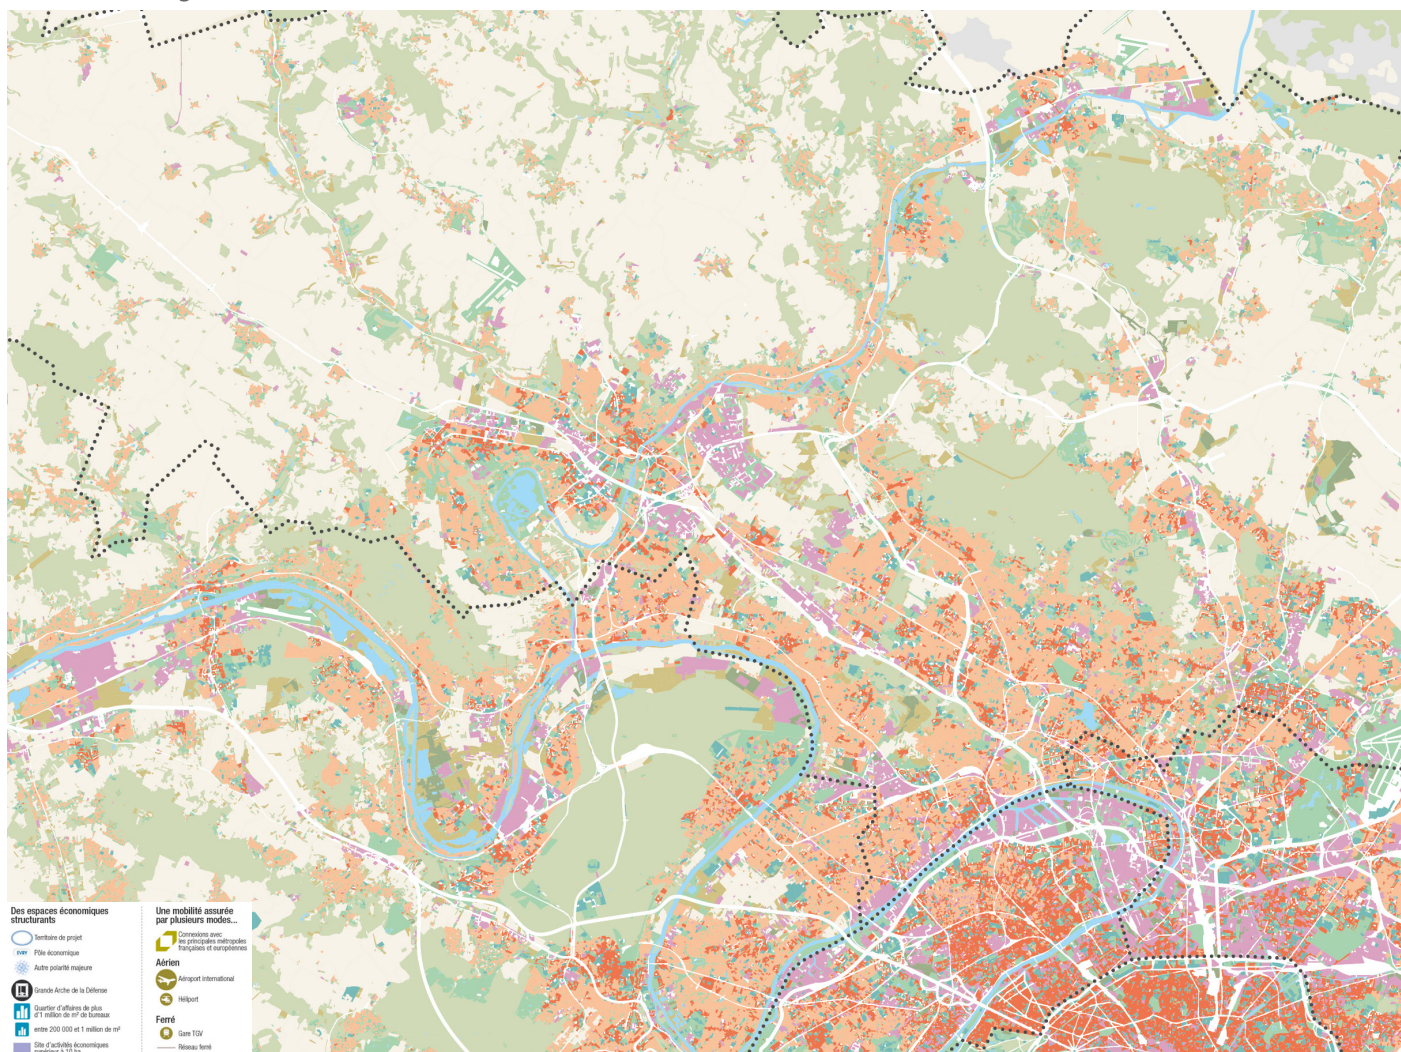 Des espaces économiques
structurants
Territoire de projet
EVRY
Pôle économique
Autre polarité majeure
Grande Arche de la Défense
Quartier d'affaires de plus
d'1 million de m² de bureaux
entre 200 000 et 1 million de m²
Site d'activités économiques
supérieur à 10 ha
Une mobilité assurée
par plusieurs modes...
Connexions avec
les principales métropoles
françaises et européennes
Aérien
Aéroport international
Héliport
Ferré
Gare TGV
Réseau ferré